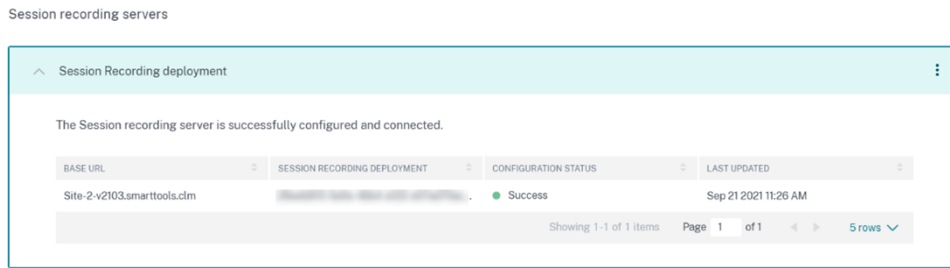 Session recording servers
Session Recording deployment
The Session recording server is successfully configured and connected.
BASE URL SESSION RECORDING DEPLOYMENT CONFIGURATION STATUS LAST UPDATED
Site-2-v2103.smarttools.clm . Success Sep 21 2021 11:26 AM
Showing 1-1 of 1 items Page 1 of 1 5 rows